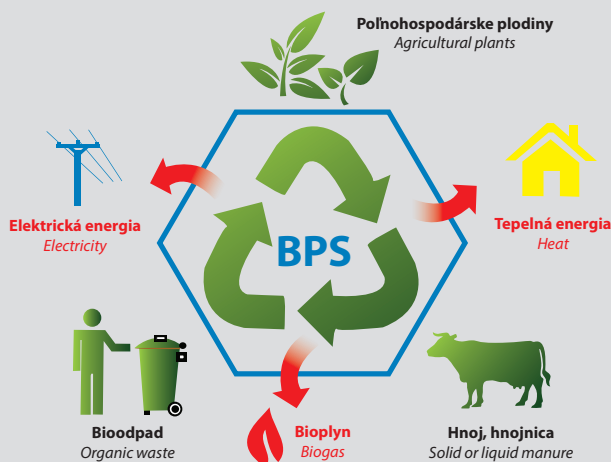 Poľnohospodárske plodiny
Agricultural plants
Elektrická energia
Electricity
BPS
Tepelná energia
Heat
Bioodpad
Organic waste
Bioplyn
Biogas
Hnoj, hnojnica
Solid or liquid manure